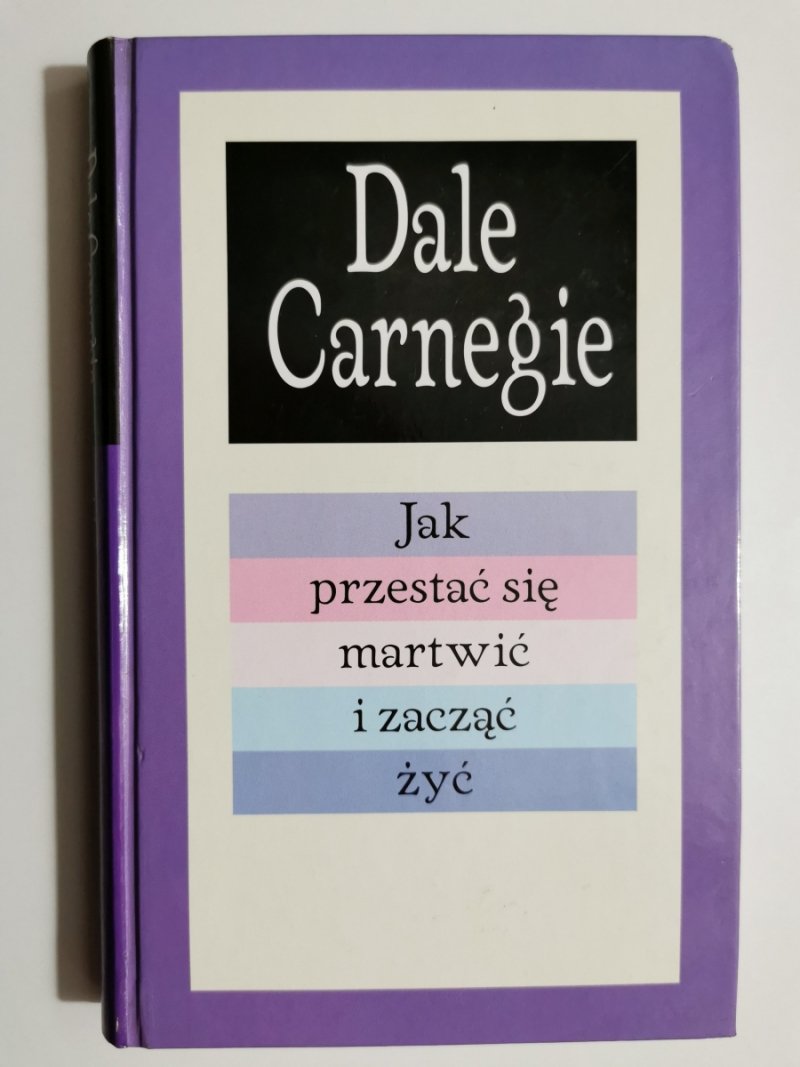 Dale
Carnegie
Jak
przestać się
martwić
i zacząć
żyć